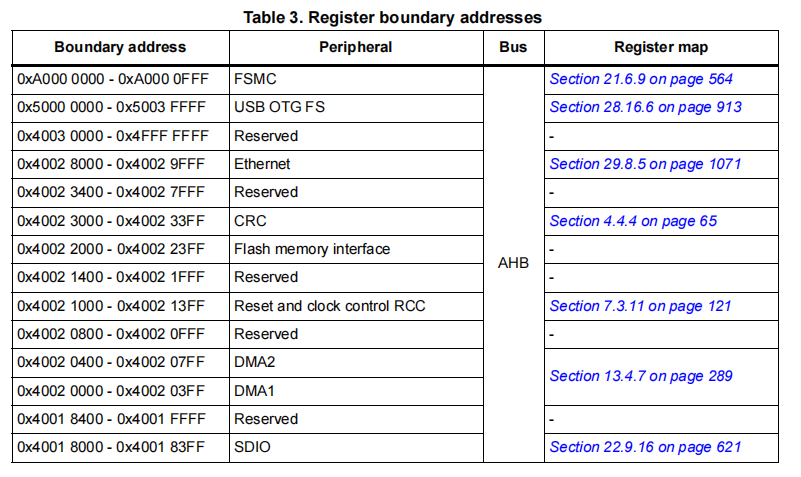 Table 3. Register boundary addresses
Boundary address Peripheral Bus Register map
0xA000 0000 - 0xA000 0FFF FSMC Section 21.6.9 on page 564
0x5000 0000 - 0x5003 FFFF USB OTG FS Section 28.16.6 on page 913
0x4003 0000 - 0x4FFF FFFF Reserved -
0x4002 8000 - 0x4002 9FFF Ethernet Section 29.8.5 on page 1071
0x4002 3400 - 0x4002 7FFF Reserved -
0x4002 3000 - 0x4002 33FF CRC Section 4.4.4 on page 65
0x4002 2000 - 0x4002 23FF Flash memory interface -
AHB
0x4002 1400 - 0x4002 1FFF Reserved -
0x4002 1000 - 0x4002 13FF Reset and clock control RCC Section 7.3.11 on page 121
0x4002 0800 - 0x4002 0FFF Reserved -
0x4002 0400 - 0x4002 07FF DMA2
Section 13.4.7 on page 289
0x4002 0000 - 0x4002 03FF DMA1
0x4001 8400 - 0x4001 FFFF Reserved -
0x4001 8000 - 0x4001 83FF SDIO Section 22.9.16 on page 621